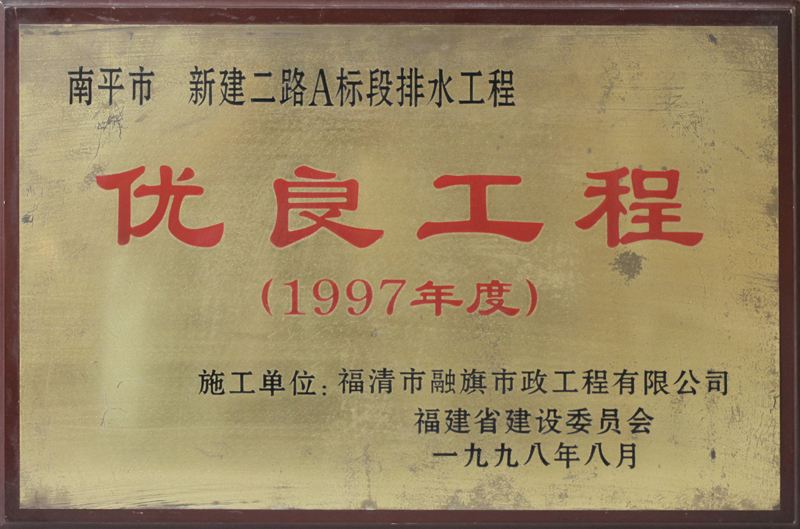 南平市 新建二路A标段排水工程
优良工程
(1997年度)
施工单位:福清市融旗市政工程有限公司
福建省建设委员会
一九九八年八月